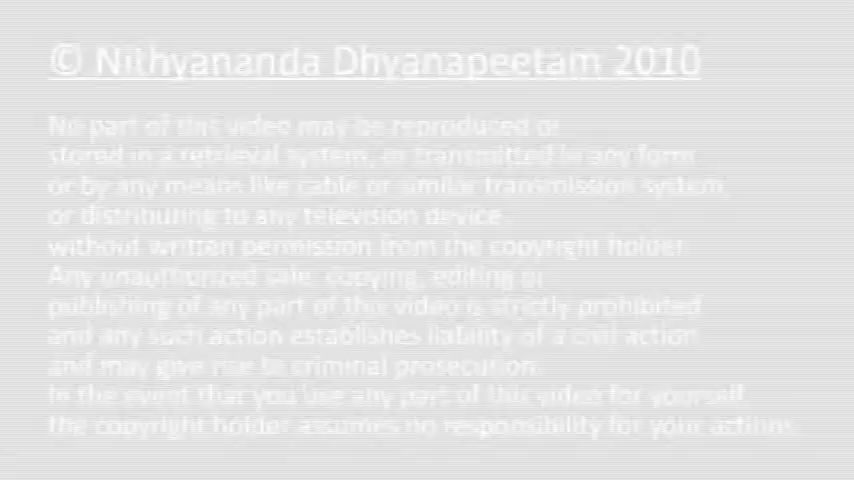 © Nithyananda Dhyanapeetam 2010
No part of this video may be reproduced or
stored in a retrieval system, or transmitted in any form
or by any means like cable or similar transmission system,
or distributing to any television device
without written permission from the copyright holder.
Any unauthorized sale, copying, editing or
publishing of any part of this video is strictly prohibited
and any such action establishes liability of a civil action
and may give rise to criminal prosecution.
In the event that you use any part of this video for yourself,
the copyright holder assumes no responsibility for your actions.